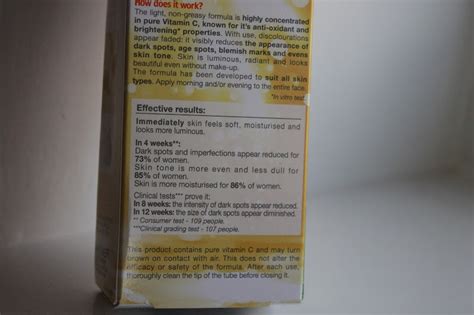 How does it work?
The light, non-greasy formula is highly concentrated
in pure Vitamin C, known for it's anti-oxidant and
brightening* properties. With use, discolourations
appear faded: it visibly reduces the appearance of
dark spots, age spots, blemish marks and evens
skin tone. Skin is luminous, radiant and looks
beautiful even without make-up.
The formula has been developed to suit all skin
types. Apply morning and/or evening to the entire face.
*In vitro test.
Effective results:
Immediately skin feels soft, moisturised and
looks more luminous.
In 4 weeks**:
Dark spots and imperfections appear reduced for
73% of women.
Skin tone is more even and less dull for
85% of women.
Skin is more moisturised for 86% of women.
Clinical tests*** prove it:
In 8 weeks: the intensity of dark spots appear reduced.
In 12 weeks: the size of dark spots appear diminished.
** Consumer test - 109 people.
***Clinical grading test - 107 people.
This product contains pure vitamin C and may turn
brown on contact with air. This does not alter the
efficacy or safety of the formula. After each use,
thoroughly clean the tip of the tube before closing it.